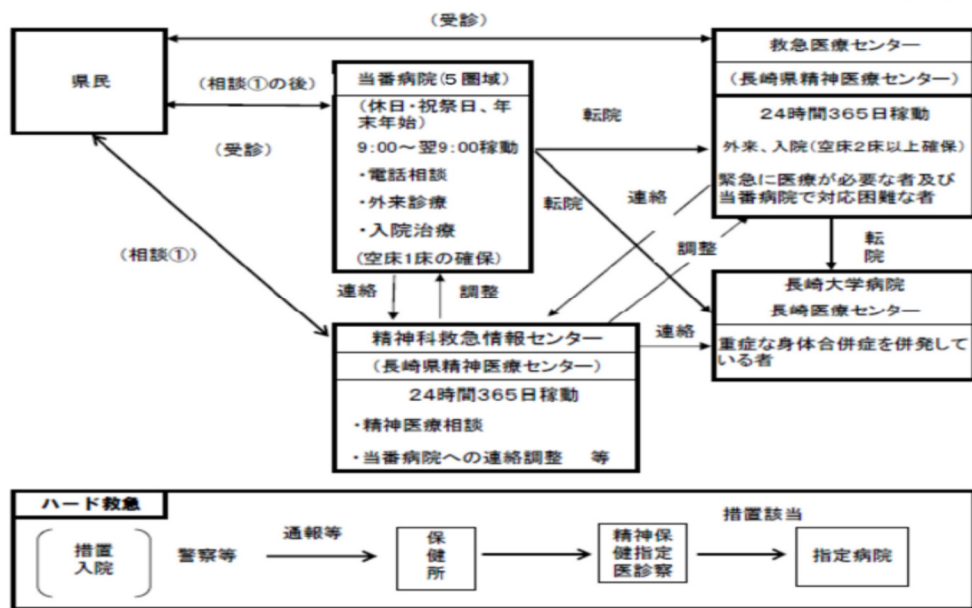 (受診)
県民
(相談①の後)
(受診)
(相談①)
当番病院(5圏域)
(休日・祝祭日、年
末年始)
9:00～翌9:00稼動
・電話相談
・外来診療
・入院治療
(空床1床の確保)
転院
転院
連絡
調整
連絡
調整
連絡
救急医療センター
(長崎県精神医療センター)
24時間365日稼動
外来、入院(空床2床以上確保)
緊急に医療が必要な者及び
当番病院で対応困難な者
転
院
長崎大学病院
長崎医療センター
重症な身体合併症を併発して
いる者
精神科救急情報センター
(長崎県精神医療センター)
24時間365日稼動
・精神医療相談
・当番病院への連絡調整 等
ハード救急
措置
入院
警察等
通報等
保
健
所
精神保
健指定
医診察
措置該当
指定病院